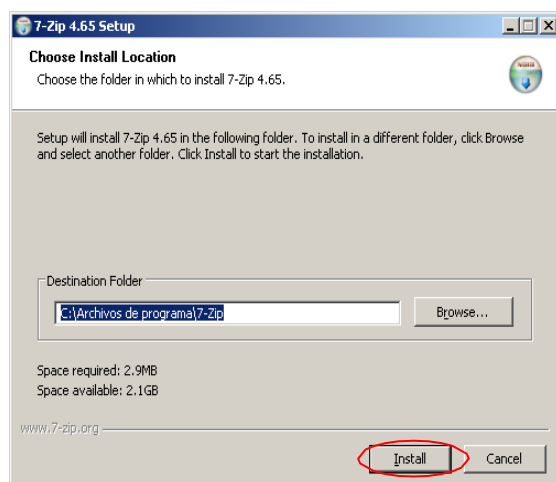 7-Zip 4.65 Setup
Choose Install Location
Choose the folder in which to install 7-Zip 4.65.
Setup will install 7-Zip 4.65 in the following folder. To install in a different folder, click Browse
and select another folder. Click Install to start the installation.
Destination Folder
C:\Archivos de programa\7-Zip
Browse...
Space required: 2.9MB
Space available: 2.1GB
www.7-zip.org
Install
Cancel